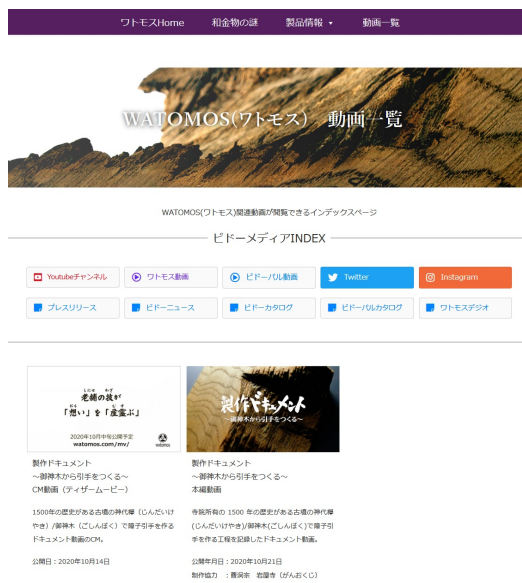 ワトモスHome 和金物の謎 製品情報 ▾ 動画一覧
WATOMOS(ワトモス) 動画一覧
WATOMOS(ワトモス)関連動画が閲覧できるインデックスページ
ビドーメディアINDEX
Youtubeチャンネル ワトモス動画 ビドーパル動画 Twitter Instagram
プレスリリース ビドーニュース ビドーカタログ ビドーパルカタログ ワトモスデジオ
しにせ わざ
老舗の技が
おも むす
「想い」を「産霊ぶ」
2020年10月中旬公開予定
watomos.com/mv/
watomos
製作ドキュメント
～御神木から引手をつくる～
製作ドキュメント
～御神木から引手をつくる～
CM動画（ティザームービー）
1500年の歴史がある古墳の神代欅（じんだいけ
やき）/御神木（ごしんぼく）で障子引手を作る
ドキュメント動画のCM。
公開日：2020年10月14日
製作ドキュメント
～御神木から引手をつくる～
本編動画
寺院所有の 1500 年の歴史がある古墳の神代欅
(じんだいけやき)/御神木(ごしんぼく)で障子引
手を作る工程を記録したドキュメント動画。
公開年月日：2020年10月21日
制作協力 ：曹洞宗 岩屋寺（がんおくじ）